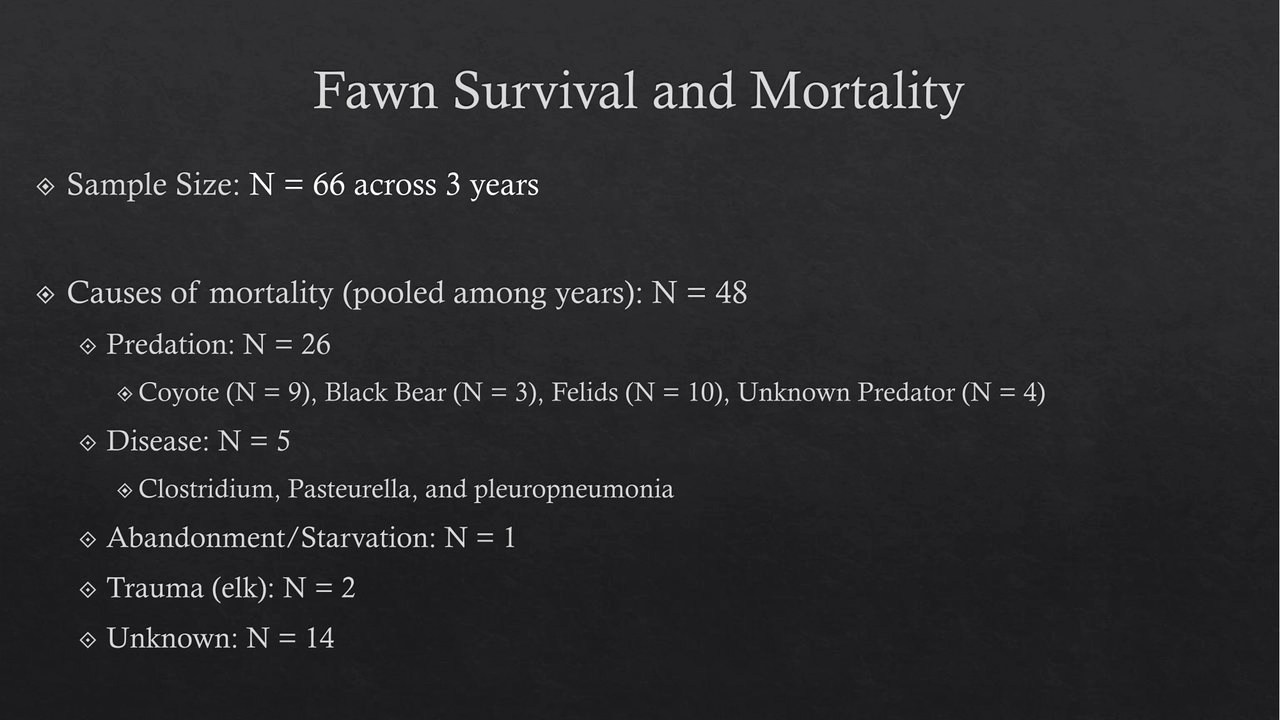 Fawn Survival and Mortality
Sample Size: N = 66 across 3 years
Causes of mortality (pooled among years): N = 48
Predation: N = 26
Coyote (N = 9), Black Bear (N = 3), Felids (N = 10), Unknown Predator (N = 4)
Disease: N = 5
Clostridium, Pasteurella, and pleuropneumonia
Abandonment/Starvation: N = 1
Trauma (elk): N = 2
Unknown: N = 14